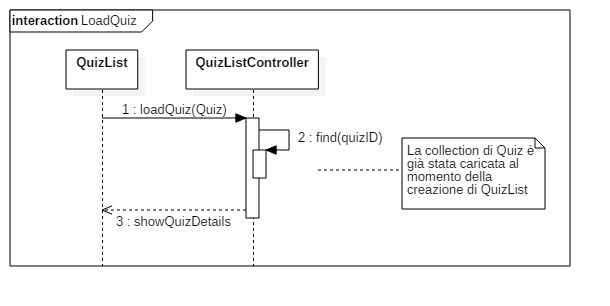 interaction LoadQuiz
QuizList
QuizListController
1 : loadQuiz(Quiz)
2 : find(quizID)
La collection di Quiz è
già stata caricata al
momento della
creazione di QuizList
3 : showQuizDetails